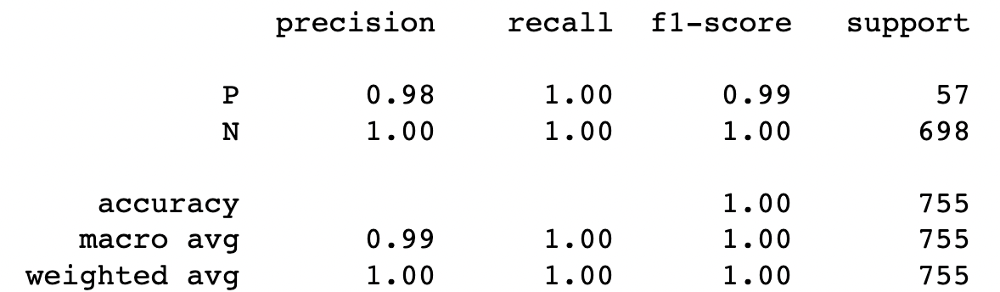 precision recall f1-score support
P 0.98 1.00 0.99 57
N 1.00 1.00 1.00 698
accuracy 1.00 755
macro avg 0.99 1.00 1.00 755
weighted avg 1.00 1.00 1.00 755